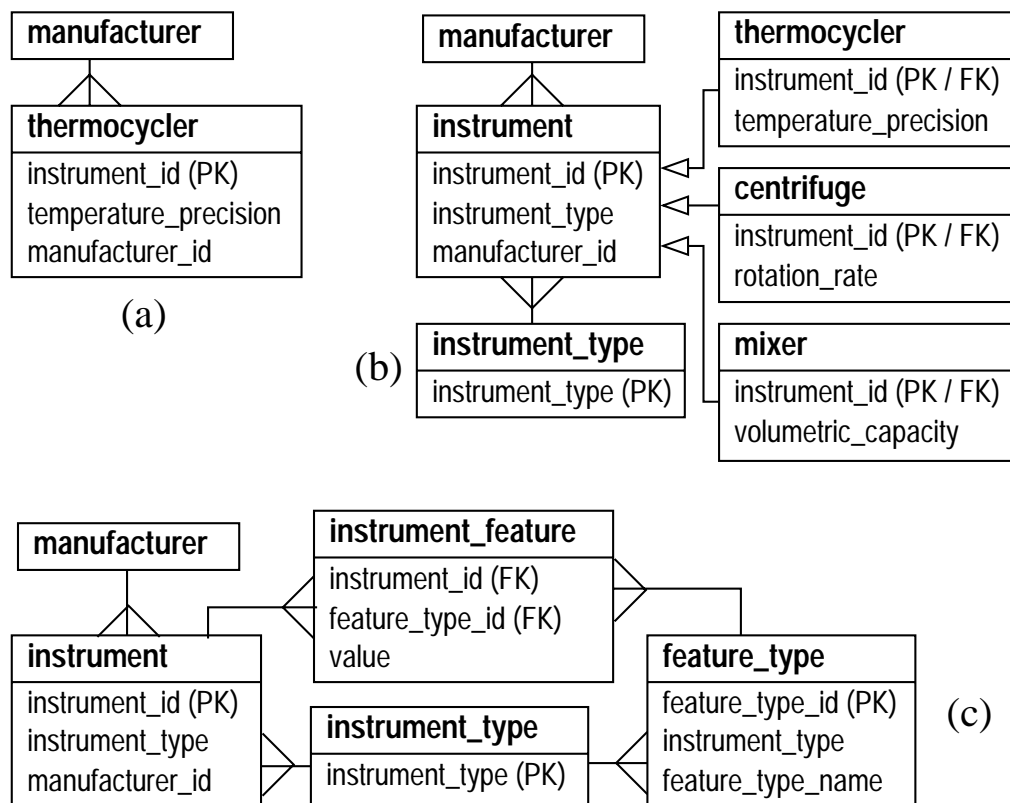 manufacturer
thermocycler
instrument_id (PK)
temperature_precision
manufacturer_id
(a)
manufacturer
instrument
instrument_id (PK)
instrument_type
manufacturer_id
instrument_type
instrument_type (PK)
(b)
thermocycler
instrument_id (PK / FK)
temperature_precision
centrifuge
instrument_id (PK / FK)
rotation_rate
mixer
instrument_id (PK / FK)
volumetric_capacity
manufacturer
instrument
instrument_id (PK)
instrument_type
manufacturer_id
instrument_feature
instrument_id (FK)
feature_type_id (FK)
value
instrument_type
instrument_type (PK)
feature_type
feature_type_id (PK)
instrument_type
feature_type_name
(c)